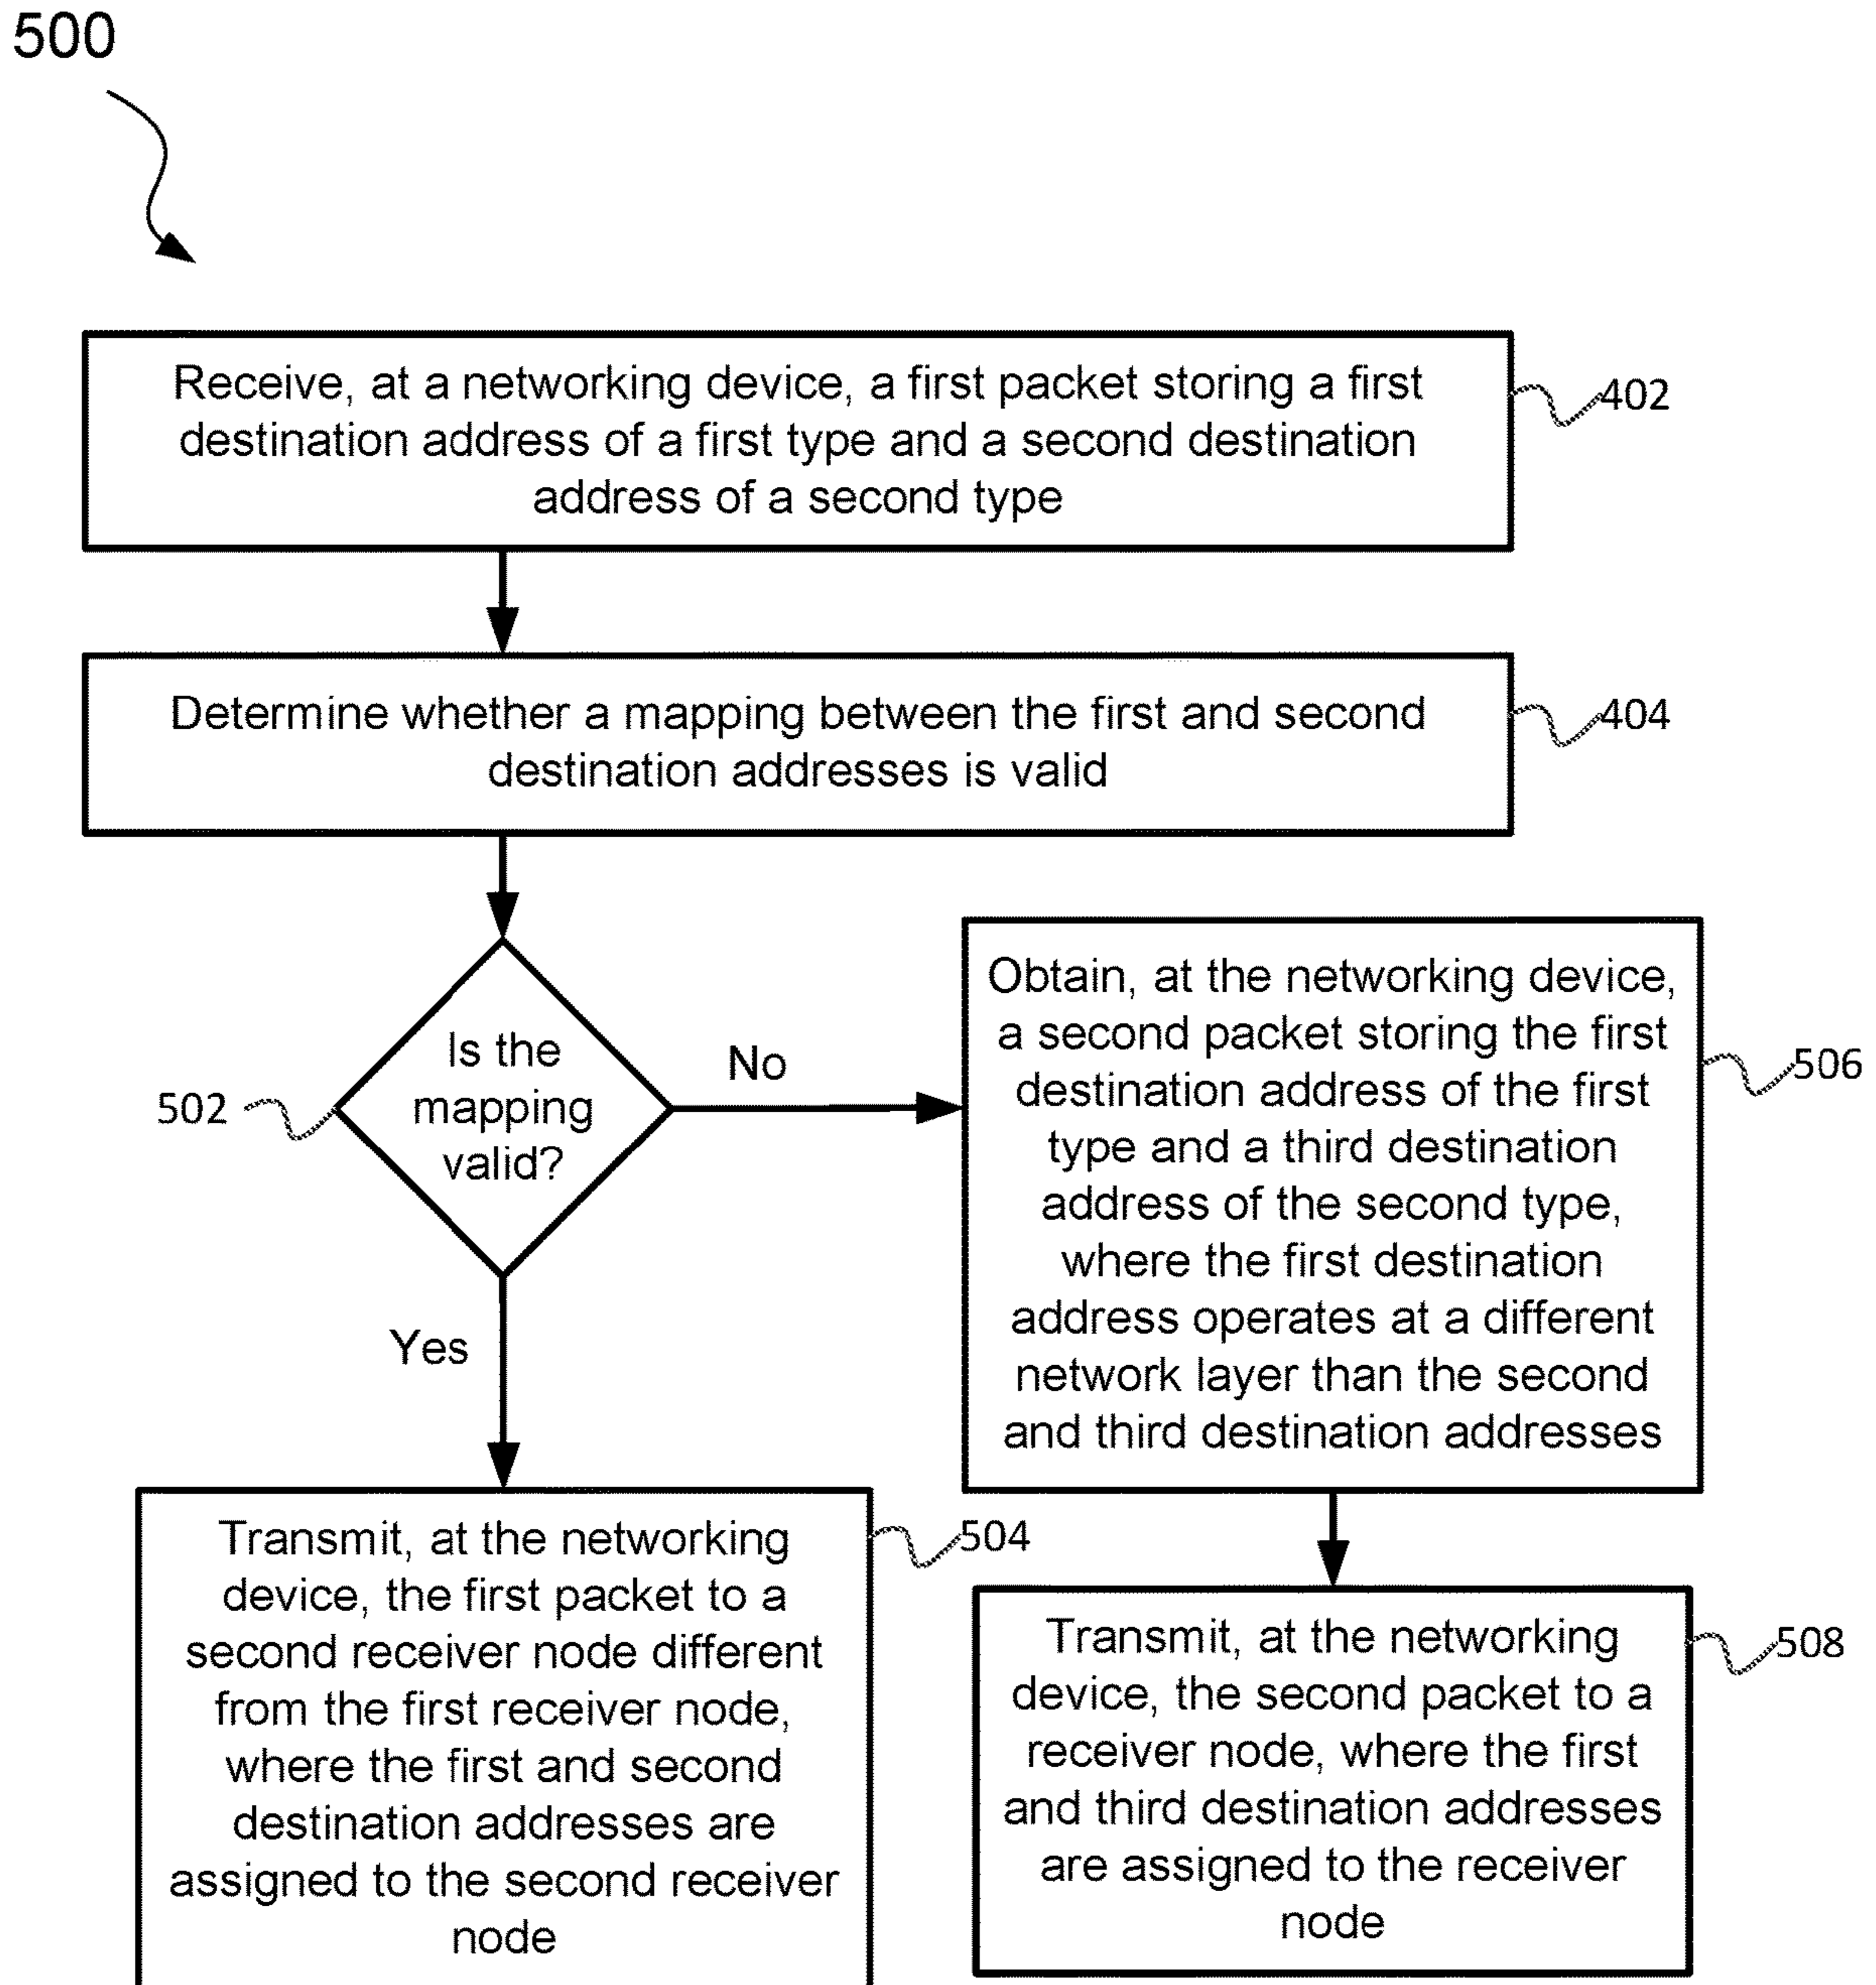 500
Receive, at a networking device, a first packet storing a first
destination address of a first type and a second destination
address of a second type
402
Determine whether a mapping between the first and second
destination addresses is valid
404
Is the
mapping
valid?
502
No
Yes
Obtain, at the networking device,
a second packet storing the first
destination address of the first
type and a third destination
address of the second type,
where the first destination
address operates at a different
network layer than the second
and third destination addresses
506
Transmit, at the networking
device, the first packet to a
second receiver node different
from the first receiver node,
where the first and second
destination addresses are
assigned to the second receiver
node
504
Transmit, at the networking
device, the second packet to a
receiver node, where the first
and third destination addresses
are assigned to the receiver
node
508